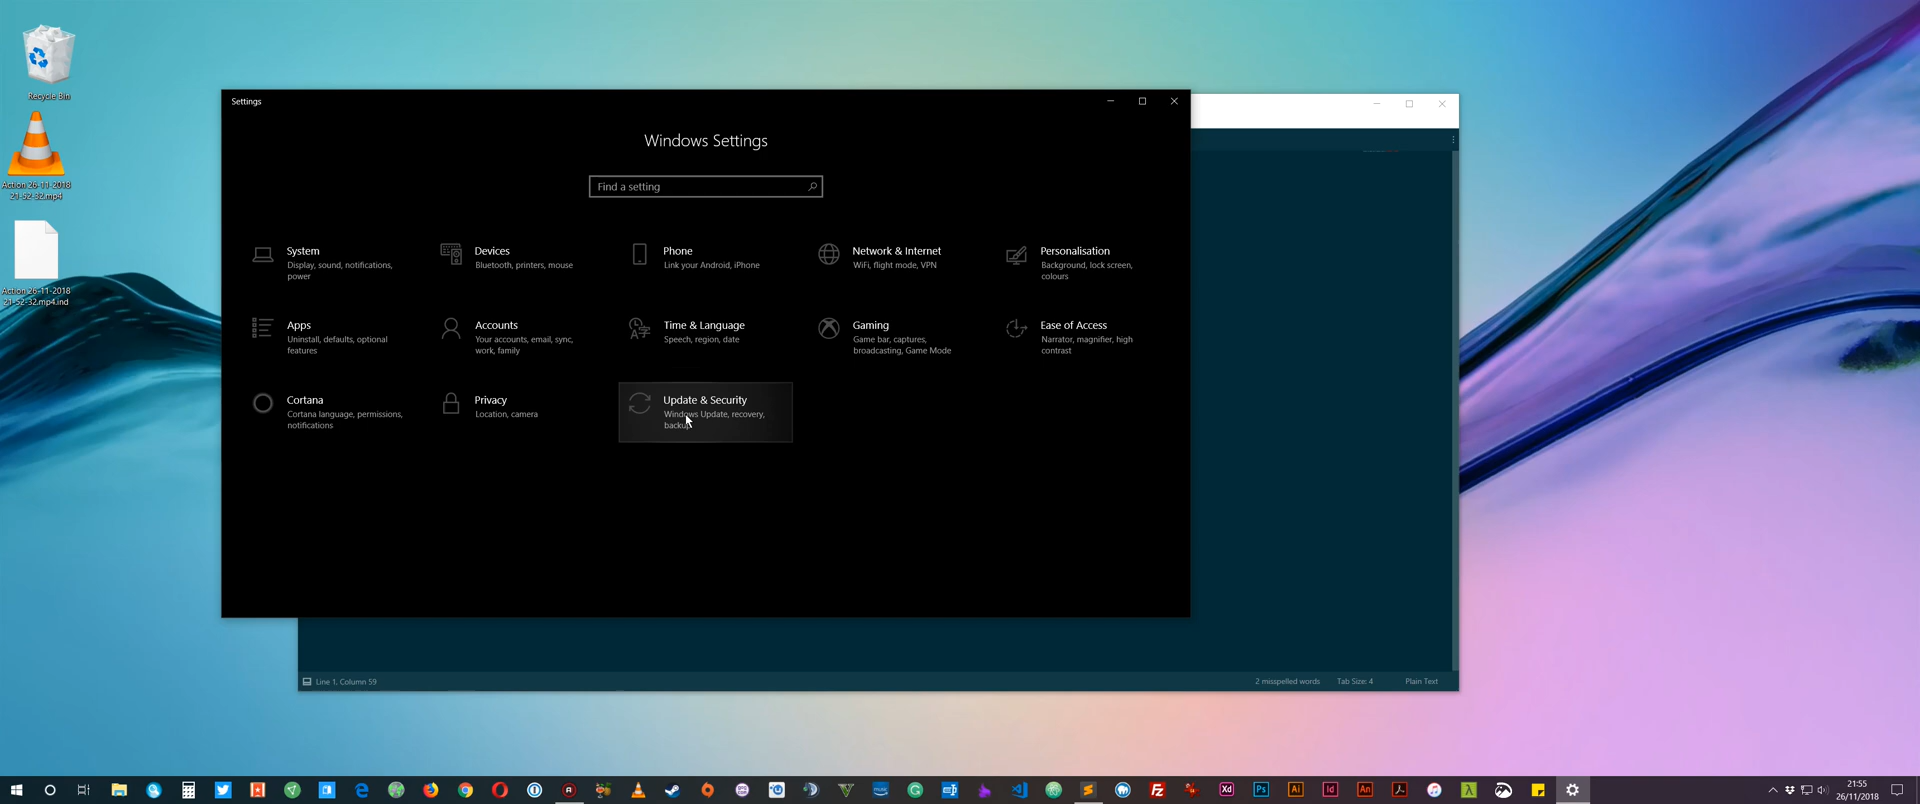 Recycle Bin
Action 26-11-2018
21-52-32.mp4
Action 26-11-2018
21-52-32.mp4.ind
Settings
Windows Settings
Find a setting
System
Display, sound, notifications,
power
Devices
Bluetooth, printers, mouse
Phone
Link your Android, iPhone
Network & Internet
WiFi, flight mode, VPN
Personalisation
Background, lock screen,
colours
Apps
Uninstall, defaults, optional
features
Accounts
Your accounts, email, sync,
work, family
Time & Language
Speech, region, date
Gaming
Game bar, captures,
broadcasting, Game Mode
Ease of Access
Narrator, magnifier, high
contrast
Cortana
Cortana language, permissions,
notifications
Privacy
Location, camera
Update & Security
Windows Update, recovery,
backup
Line 1, Column 59
2 misspelled words
Tab Size: 4
Plain Text
Xd
Ps
Ai
Id
An
21:55
26/11/2018